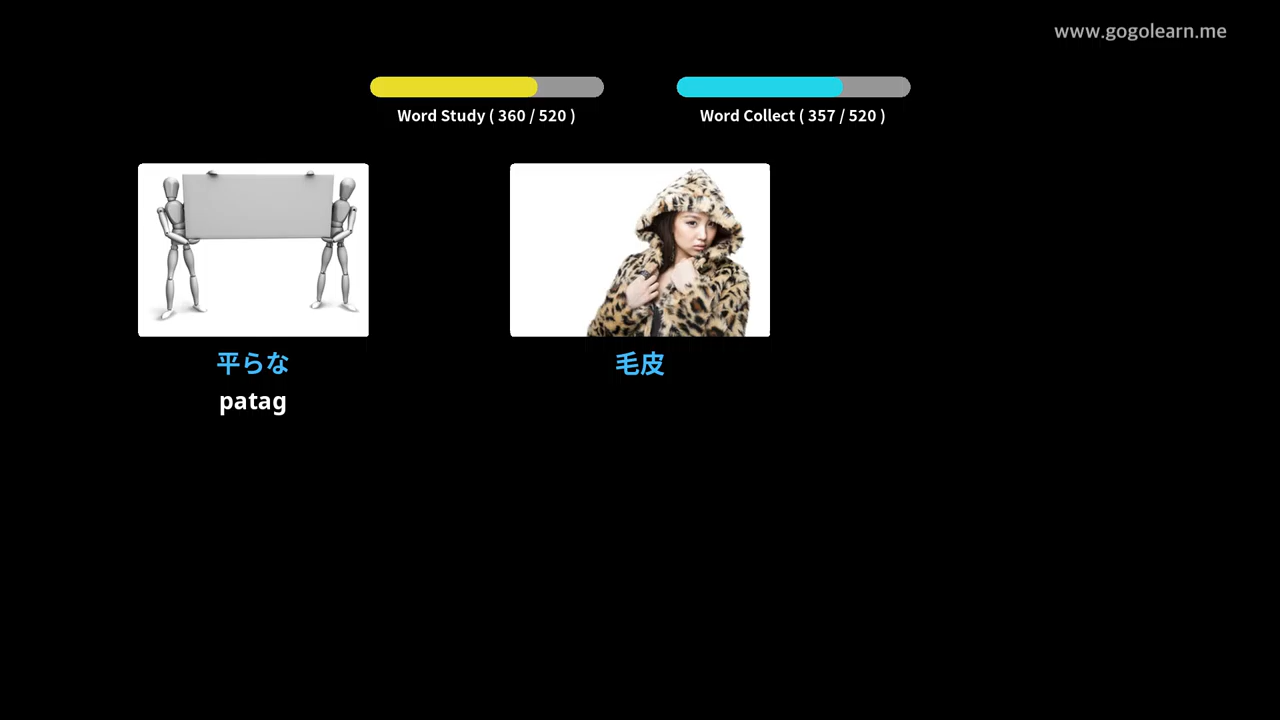 www.gogolearn.me
Word Study ( 360 / 520 )
Word Collect ( 357 / 520 )
平らな
patag
毛皮